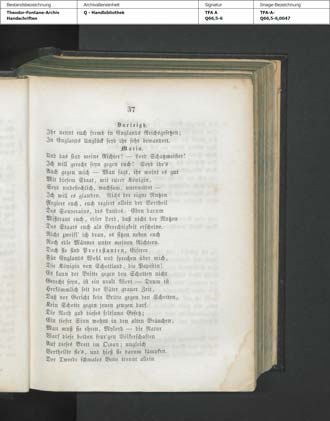 Bestandsbezeichnung
Archivalieneinheit
Signatur
Image-Bezeichnung
Theodor-Fontane-Archiv
Handschriften
Q - Handbibliothek
TFA A
Q66,5-6
TFA-A-
Q66,5-6,0047
37
Burleigh.
Ihr nennt euch fremd in Englands Reichsgesetzen;
In Englands Unglück seyd ihr sehr bewandert.
Maria.
Und das sind meine Richter! — Lord Schatzmeister!
Ich will gerecht seyn gegen euch! Seyd ihr's
Auch gegen mich — Man sagt, ihr meint es gut
Mit diesem Staat, mit eurer Königin,
Seyd unbestechlich, wachsam, unermüdet —
Ich will es glauben. Nicht der eigne Nutzen
Regiert euch, euch regiert allein der Vortheil
Des Souverains, des Landes. Eben darum
Mißtraut euch, edler Lord, daß nicht der Nutzen
Des Staats euch als Gerechtigkeit erscheine.
Nicht zweifl' ich dran, es sitzen neben euch
Noch edle Männer unter meinen Richtern.
Doch sie sind Protestanten, Eiferer
Für Englands Wohl und sprechen über mich,
Die Königin von Schottland, die Papistin!
Es kann der Britte gegen den Schotten nicht
Gerecht seyn, ist ein uralt Wort — Drum ist
Herkömmlich seit der Väter grauer Zeit,
Daß vor Gericht kein Britte gegen den Schotten,
Kein Schotte gegen jenen zeugen darf.
Die Noth gab dieses seltsame Gesetz;
Ein tiefer Sinn wohnt in den alten Bräuchen,
Man muß sie ehren, Mylord — die Natur
Warf diese beiden feur'gen Völkerschaften
Auf dieses Brett im Ocean; ungleich
Vertheilte sie's, und hieß sie darum kämpfen.
Der Tweede schmales Bette trennt allein